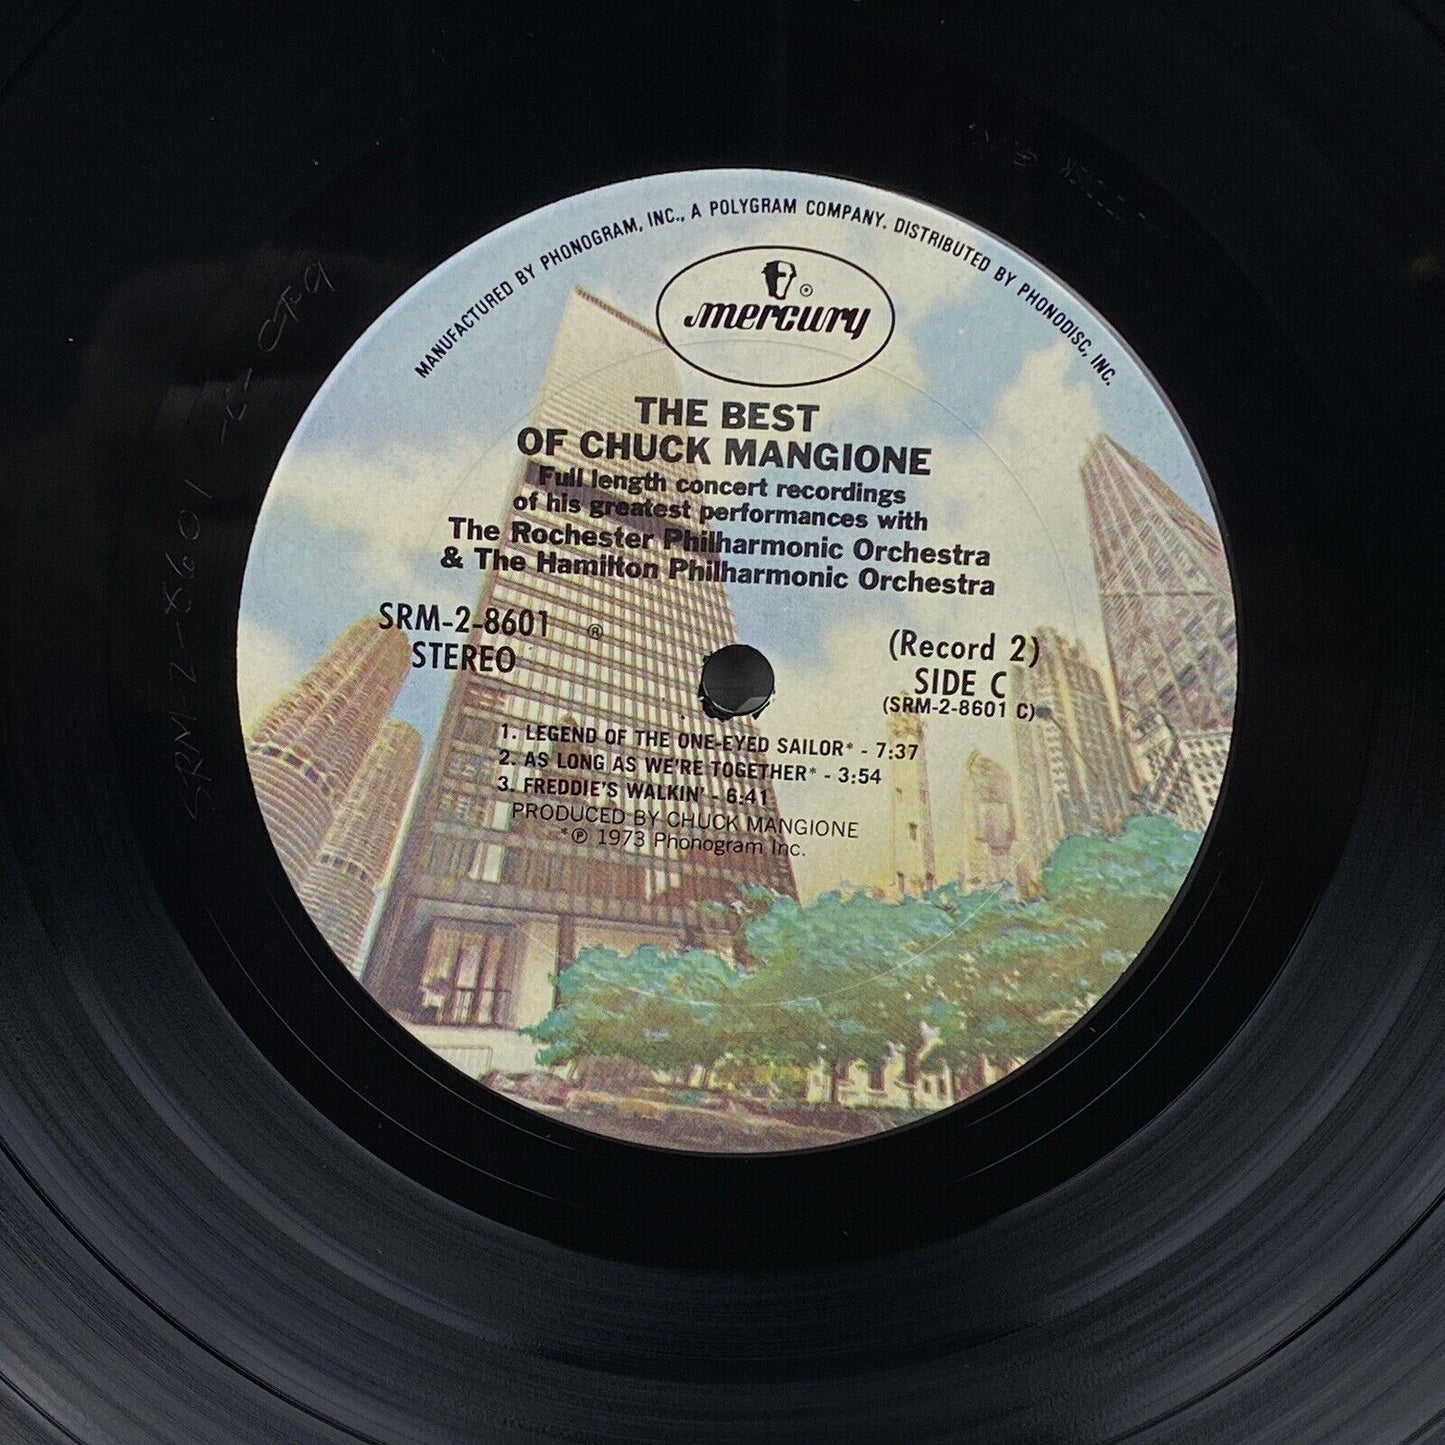 MANUFACTURED BY PHONOGRAM, INC., A POLYGRAM COMPANY. DISTRIBUTED BY PHONODISC, INC.
mercury ®
THE BEST
OF CHUCK MANGIONE
Full length concert recordings
of his greatest performances with
The Rochester Philharmonic Orchestra
& The Hamilton Philharmonic Orchestra
SRM-2-8601 ®
STEREO
(Record 2)
SIDE C
(SRM-2-8601 C)
1. LEGEND OF THE ONE-EYED SAILOR* - 7:37
2. AS LONG AS WE'RE TOGETHER* - 3:54
3. FREDDIE'S WALKIN' - 6:41
PRODUCED BY CHUCK MANGIONE
*℗ 1973 Phonogram Inc.
SRM-2-8601